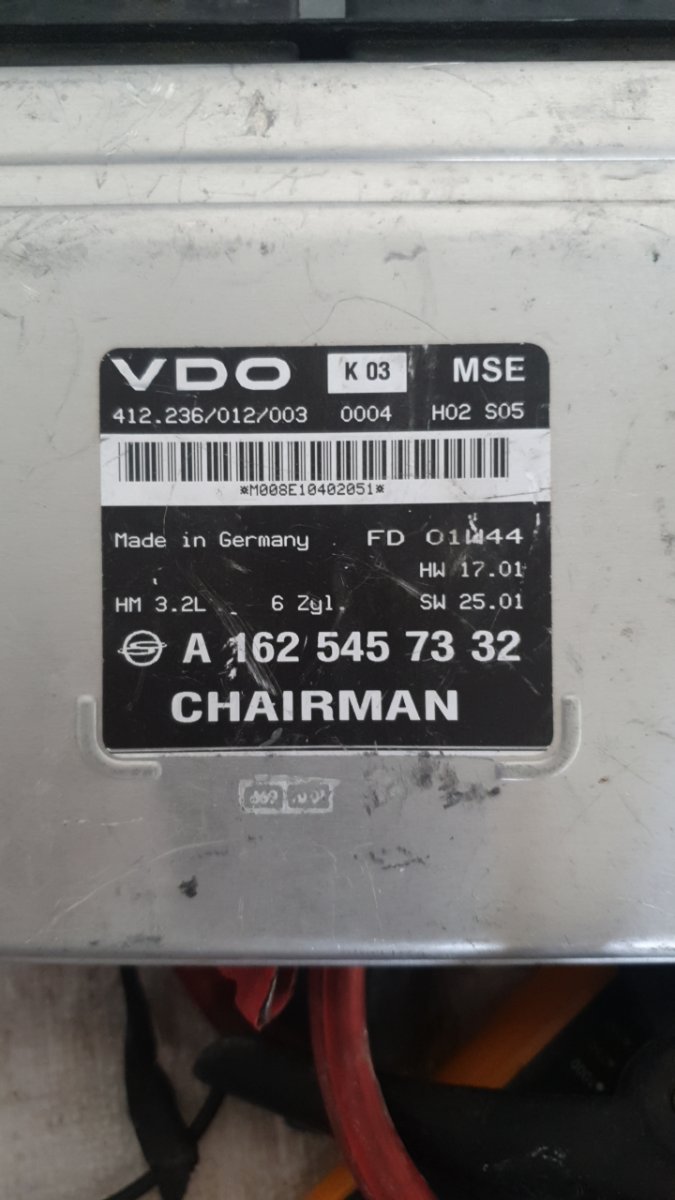 VDO K 03 MSE
412.236/012/003 0004 H02 S05
*M008E10402051*
Made in Germany FD 01W44
HW 17.01
HM 3.2L 6 Zyl. SW 25.01
A 162 545 73 32
CHAIRMAN